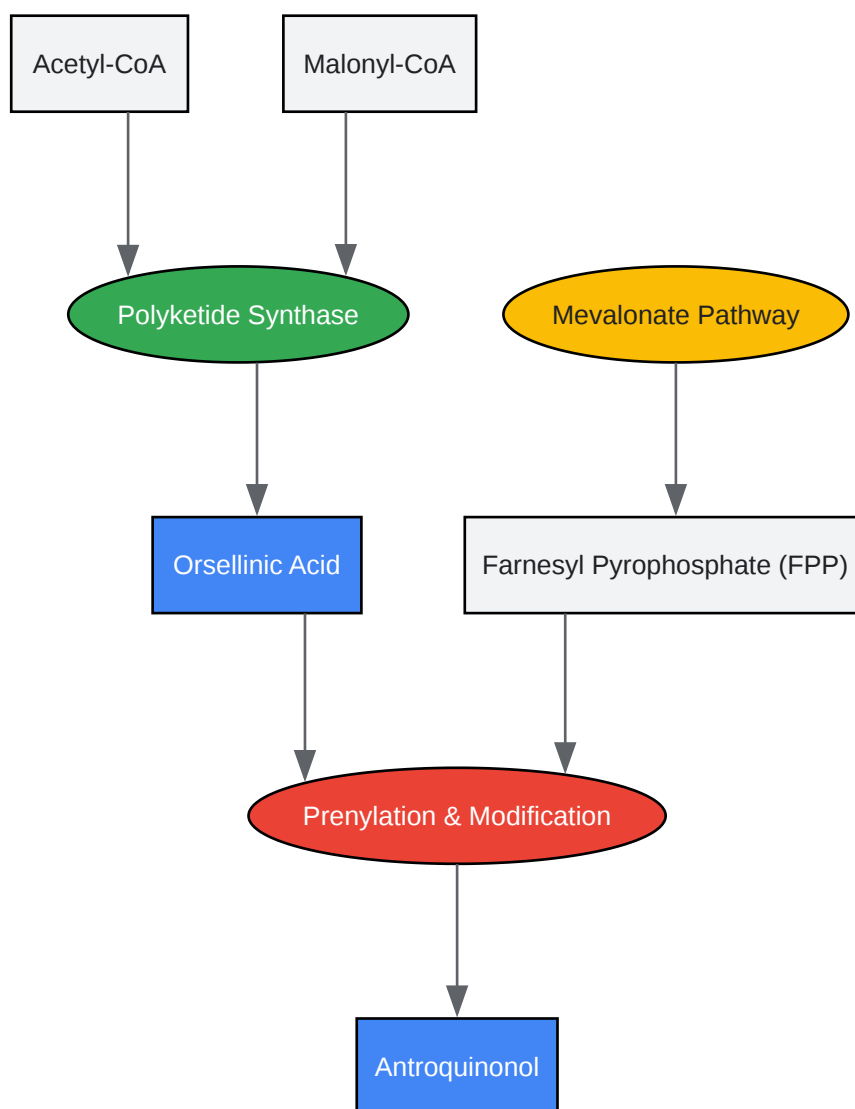 Acetyl-CoA
Malonyl-CoA
Polyketide Synthase
Mevalonate Pathway
Orsellinic Acid
Farnesyl Pyrophosphate (FPP)
Prenylation & Modification
Antroquinonol